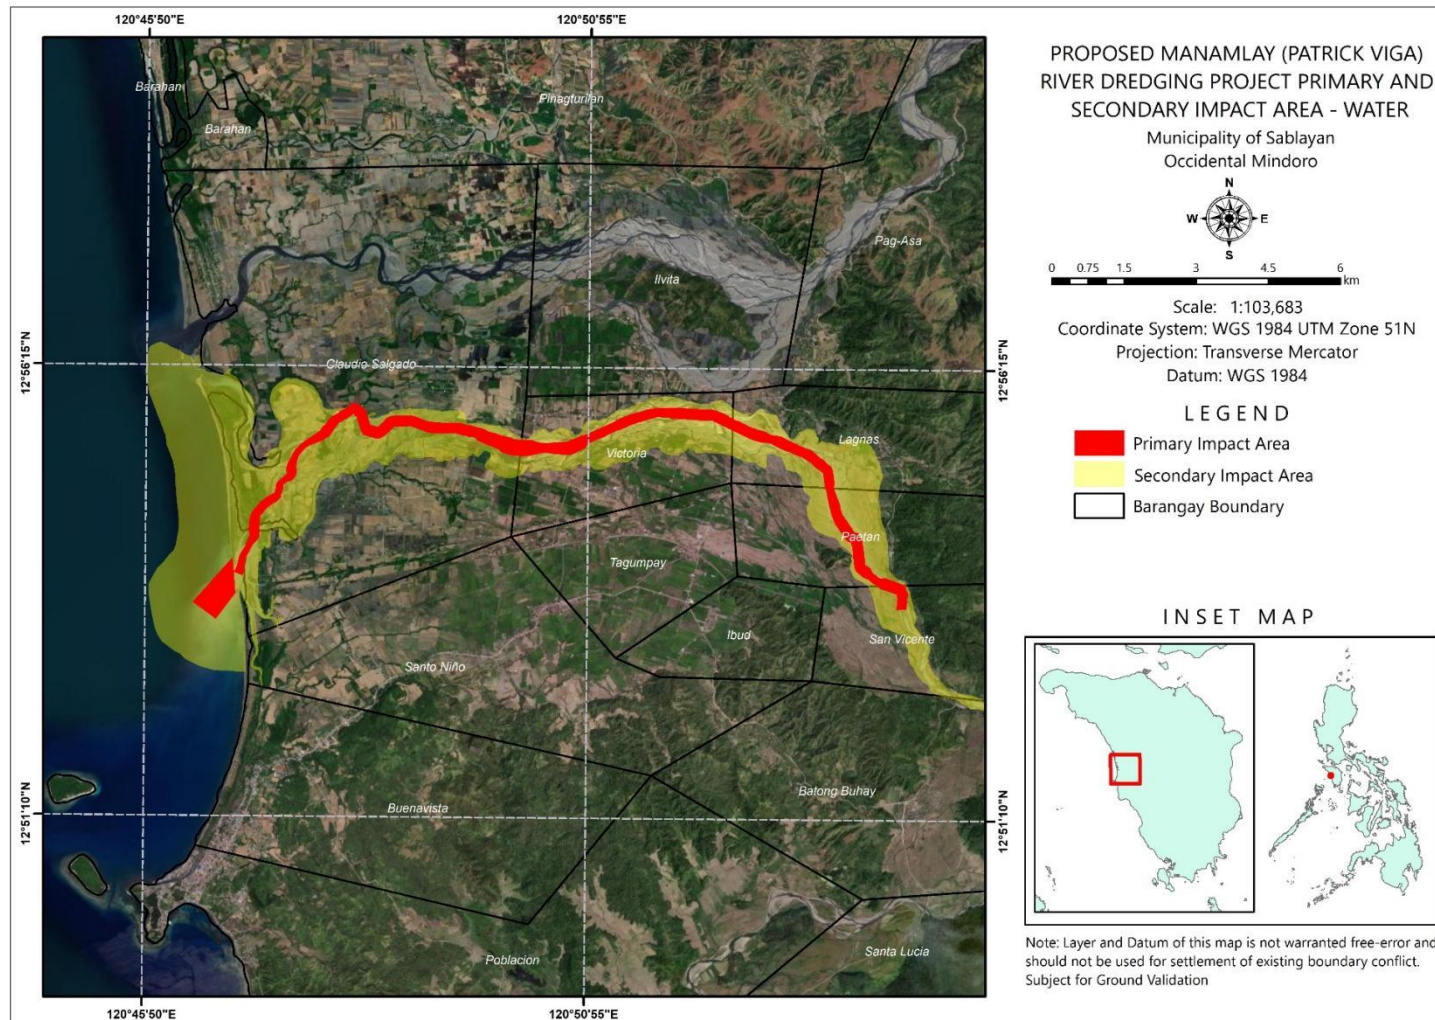 120°45'50"E
120°50'55"E
PROPOSED MANAMLAY (PATRICK VIGA)
RIVER DREDGING PROJECT PRIMARY AND
SECONDARY IMPACT AREA - WATER
Municipality of Sablayan
Occidental Mindoro
N
W
E
S
0 0.75 1.5 3 4.5 6
km
Scale: 1:103,683
Coordinate System: WGS 1984 UTM Zone 51N
Projection: Transverse Mercator
Datum: WGS 1984
LEGEND
Primary Impact Area
Secondary Impact Area
Barangay Boundary
INSET MAP
Note: Layer and Datum of this map is not warranted free-error and
should not be used for settlement of existing boundary conflict.
Subject for Ground Validation
Barahan
Barahan
Pinagturilan
Pag-Asa
Ilvita
12°56'15"N
12°56'15"N
Claudio Salgado
Lagnas
Victoria
Paetan
Tagumpay
Ibud
San Vicente
Santo Niño
Batong Buhay
Buenavista
12°51'10"N
12°51'10"N
Santa Lucia
Poblacion
120°45'50"E
120°50'55"E